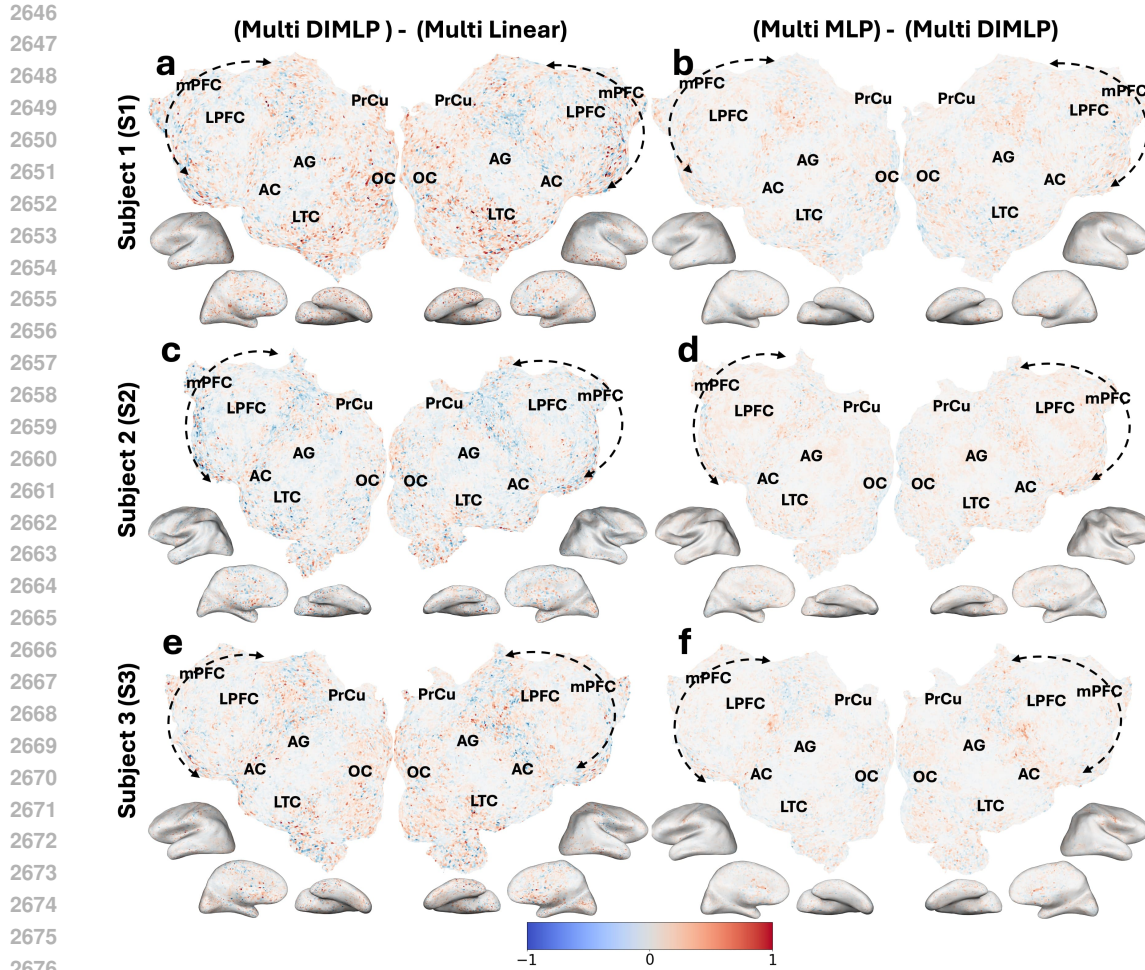 2646
2647
2648
2649
2650
2651
2652
2653
2654
2655
2656
2657
2658
2659
2660
2661
2662
2663
2664
2665
2666
2667
2668
2669
2670
2671
2672
2673
2674
2675
2676
(Multi DIMLP ) - (Multi Linear)
(Multi MLP) - (Multi DIMLP)
Subject 1 (S1)
a
mPFC
LPFC
PrCu
AG
AC
OC
LTC
PrCu
mPFC
LPFC
AG
OC
AC
LTC
b
mPFC
LPFC
PrCu
AG
AC
OC
LTC
PrCu
mPFC
LPFC
AG
OC
AC
LTC
Subject 2 (S2)
c
mPFC
LPFC
PrCu
AG
AC
OC
LTC
PrCu
mPFC
LPFC
AG
OC
AC
LTC
d
mPFC
LPFC
PrCu
AG
AC
OC
LTC
PrCu
mPFC
LPFC
AG
OC
AC
LTC
Subject 3 (S3)
e
mPFC
LPFC
PrCu
AG
AC
OC
LTC
PrCu
mPFC
LPFC
AG
OC
AC
LTC
f
mPFC
LPFC
PrCu
AG
AC
OC
LTC
PrCu
mPFC
LPFC
AG
OC
AC
LTC
−1 0 1